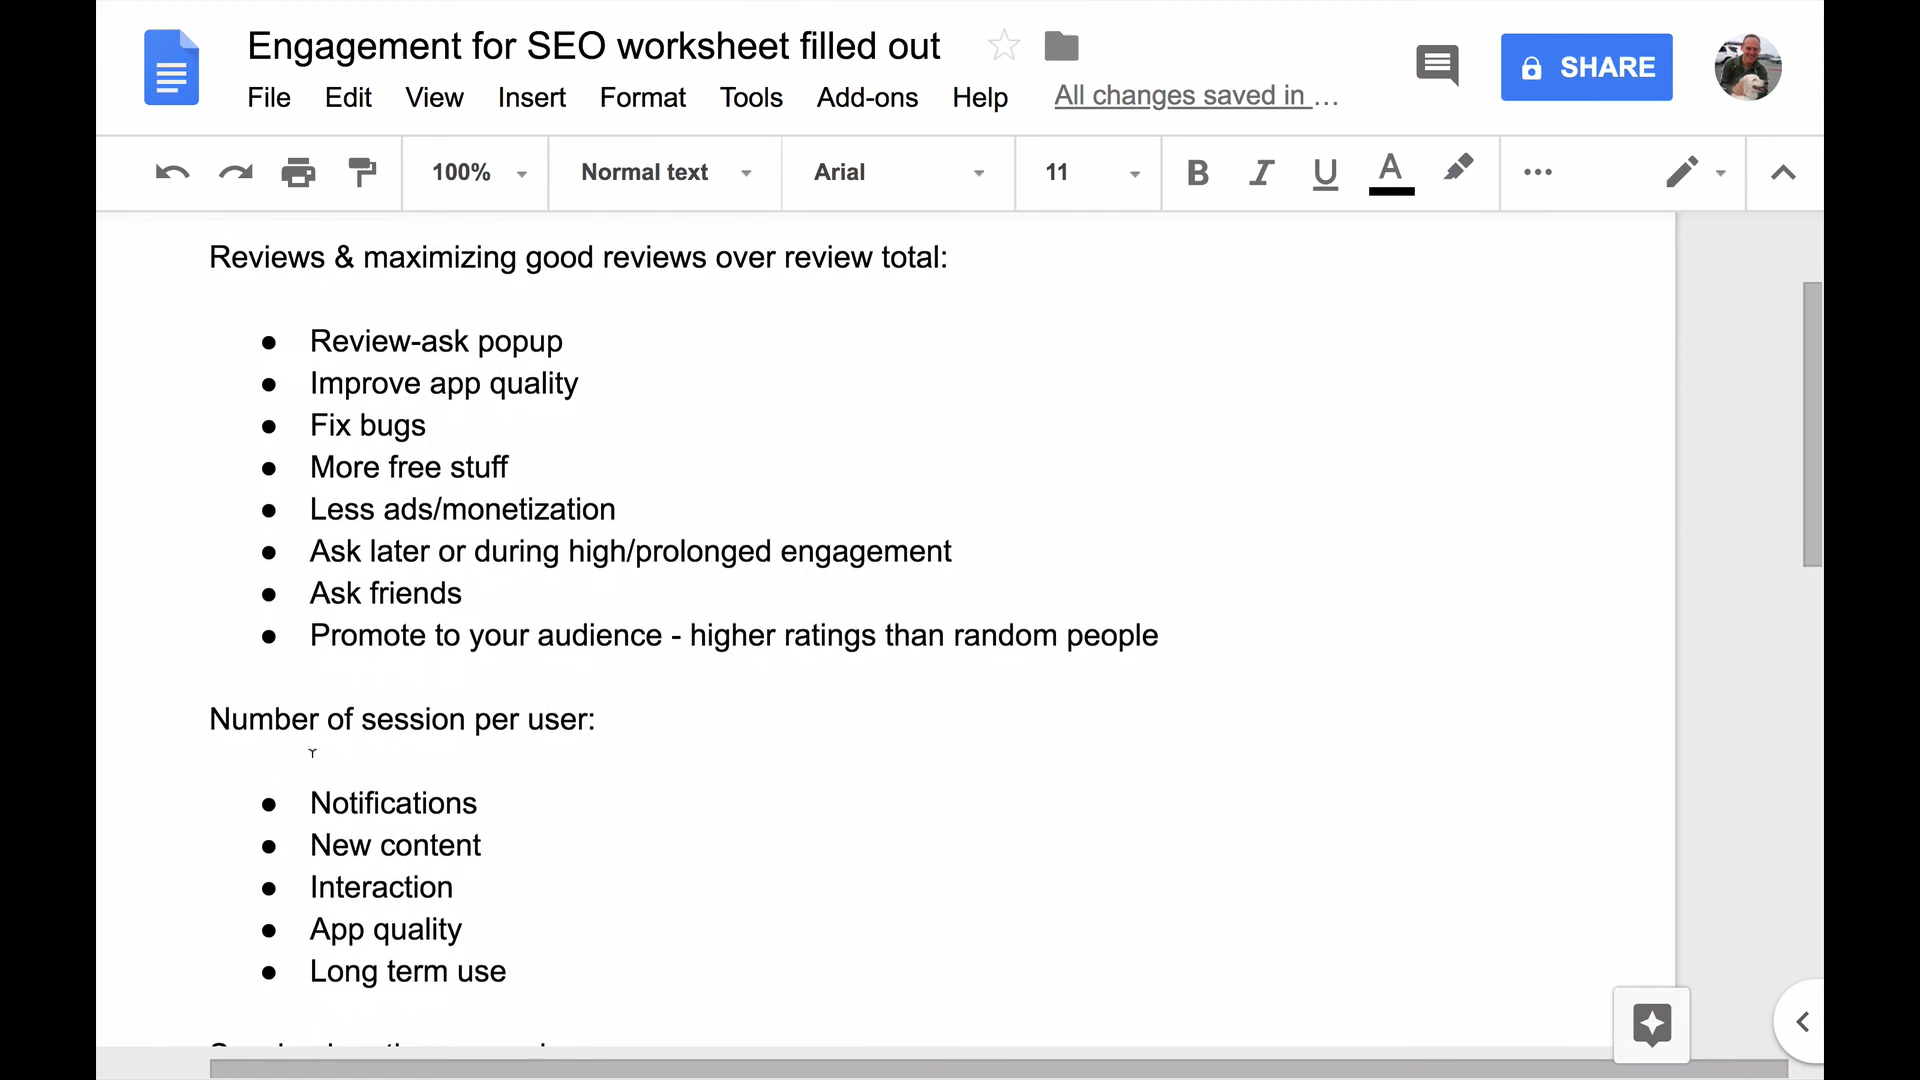 Engagement for SEO worksheet filled out
File Edit View Insert Format Tools Add-ons Help All changes saved in ...
SHARE
100% Normal text Arial 11 B I U A
Reviews & maximizing good reviews over review total:
● Review-ask popup
● Improve app quality
● Fix bugs
● More free stuff
● Less ads/monetization
● Ask later or during high/prolonged engagement
● Ask friends
● Promote to your audience - higher ratings than random people
Number of session per user:
● Notifications
● New content
● Interaction
● App quality
● Long term use